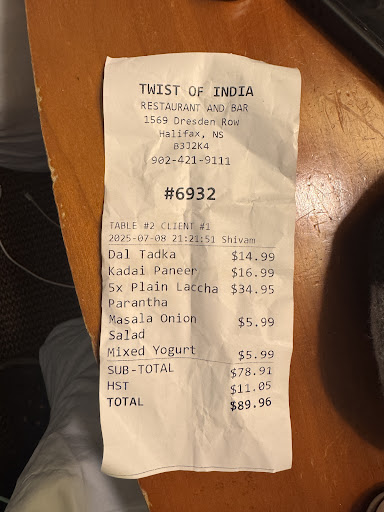 TWIST OF INDIA
RESTAURANT AND BAR
1569 Dresden Row
Halifax, NS
B3J2K4
902-421-9111
#6932
TABLE #2 CLIENT #1
2025-07-08 21:21:51 Shivam
Dal Tadka $14.99
Kadai Paneer $16.99
5x Plain Laccha $34.95
Parantha
Masala Onion $5.99
Salad
Mixed Yogurt $5.99
SUB-TOTAL $78.91
HST $11.05
TOTAL $89.96